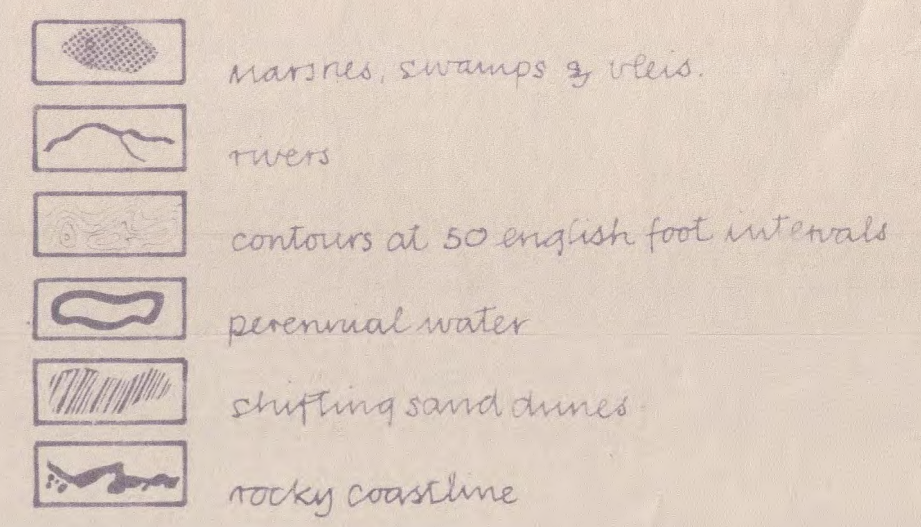 marshes, swamps & vleis.
rivers
contours at 50 english foot intervals
perennial water
shifting sand dunes
rocky coastline